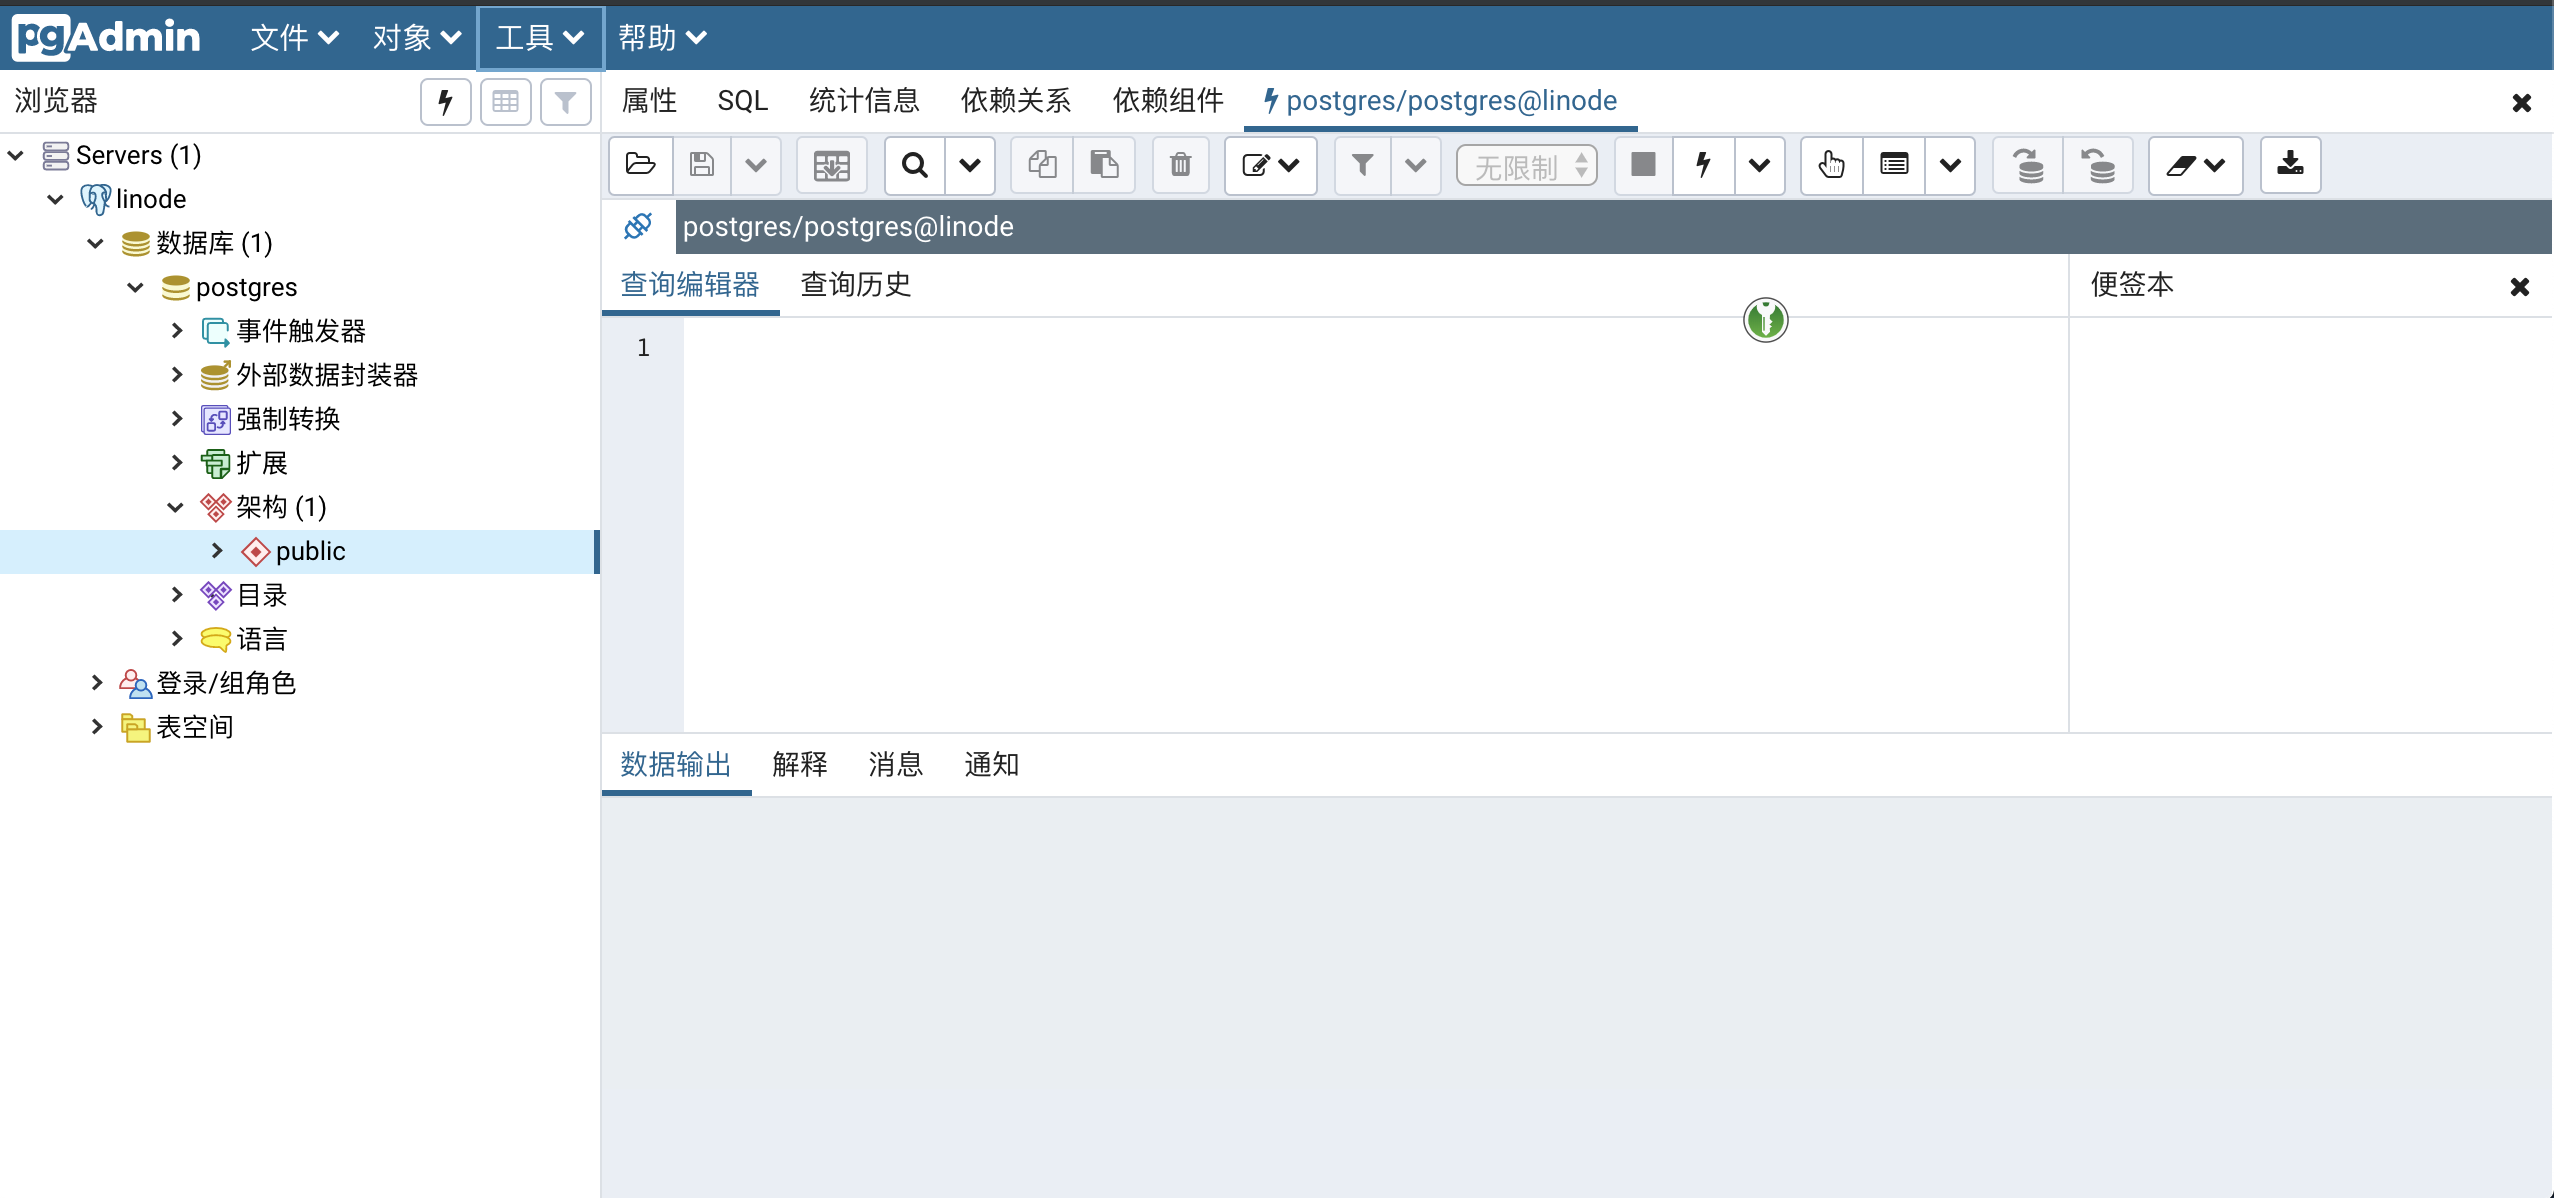 pgAdmin 文件 对象 工具 帮助
浏览器
属性 SQL 统计信息 依赖关系 依赖组件 postgres/postgres@linode
Servers (1)
linode
数据库 (1)
postgres
事件触发器
外部数据封装器
强制转换
扩展
架构 (1)
public
目录
语言
登录/组角色
表空间
无限制
postgres/postgres@linode
查询编辑器 查询历史
便签本
1
数据输出 解释 消息 通知